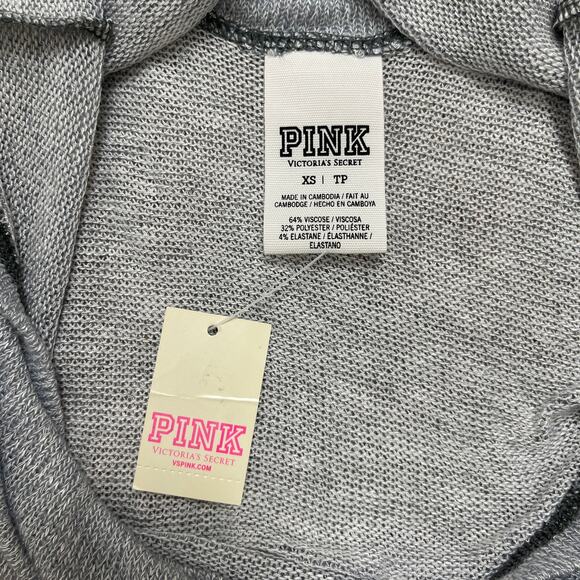 PINK
VICTORIA'S SECRET
XS | TP
MADE IN CAMBODIA / FAIT AU
CAMBODGE / HECHO EN CAMBOYA
64% VISCOSE / VISCOSA
32% POLYESTER / POLIÉSTER
4% ELASTANE / ÉLASTHANNE /
ELASTANO
PINK
VICTORIA'S SECRET
VSPINK.COM